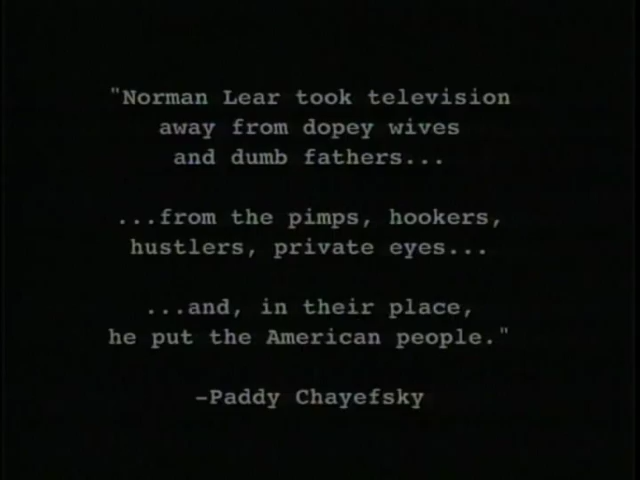 "Norman Lear took television
away from dopey wives
and dumb fathers...
...from the pimps, hookers,
hustlers, private eyes...
...and, in their place,
he put the American people."
-Paddy Chayefsky